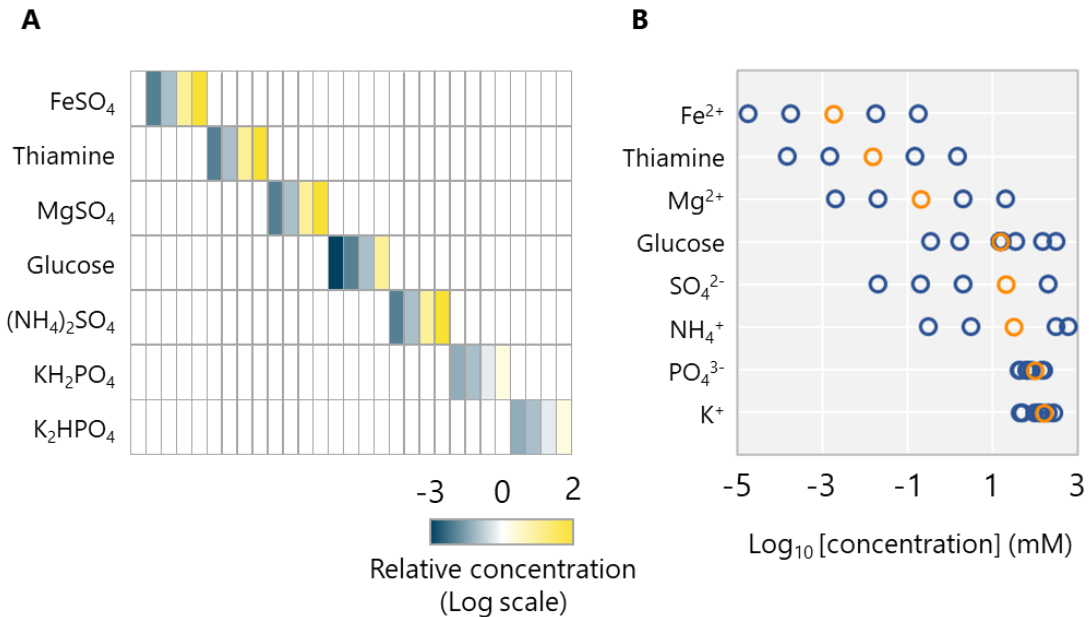 A
FeSO₄
Thiamine
MgSO₄
Glucose
(NH₄)₂SO₄
KH₂PO₄
K₂HPO₄
-3 0 2
Relative concentration
(Log scale)
B
Fe²⁺
Thiamine
Mg²⁺
Glucose
SO₄²⁻
NH₄⁺
PO₄³⁻
K⁺
-5 -3 -1 1 3
Log₁₀ [concentration] (mM)